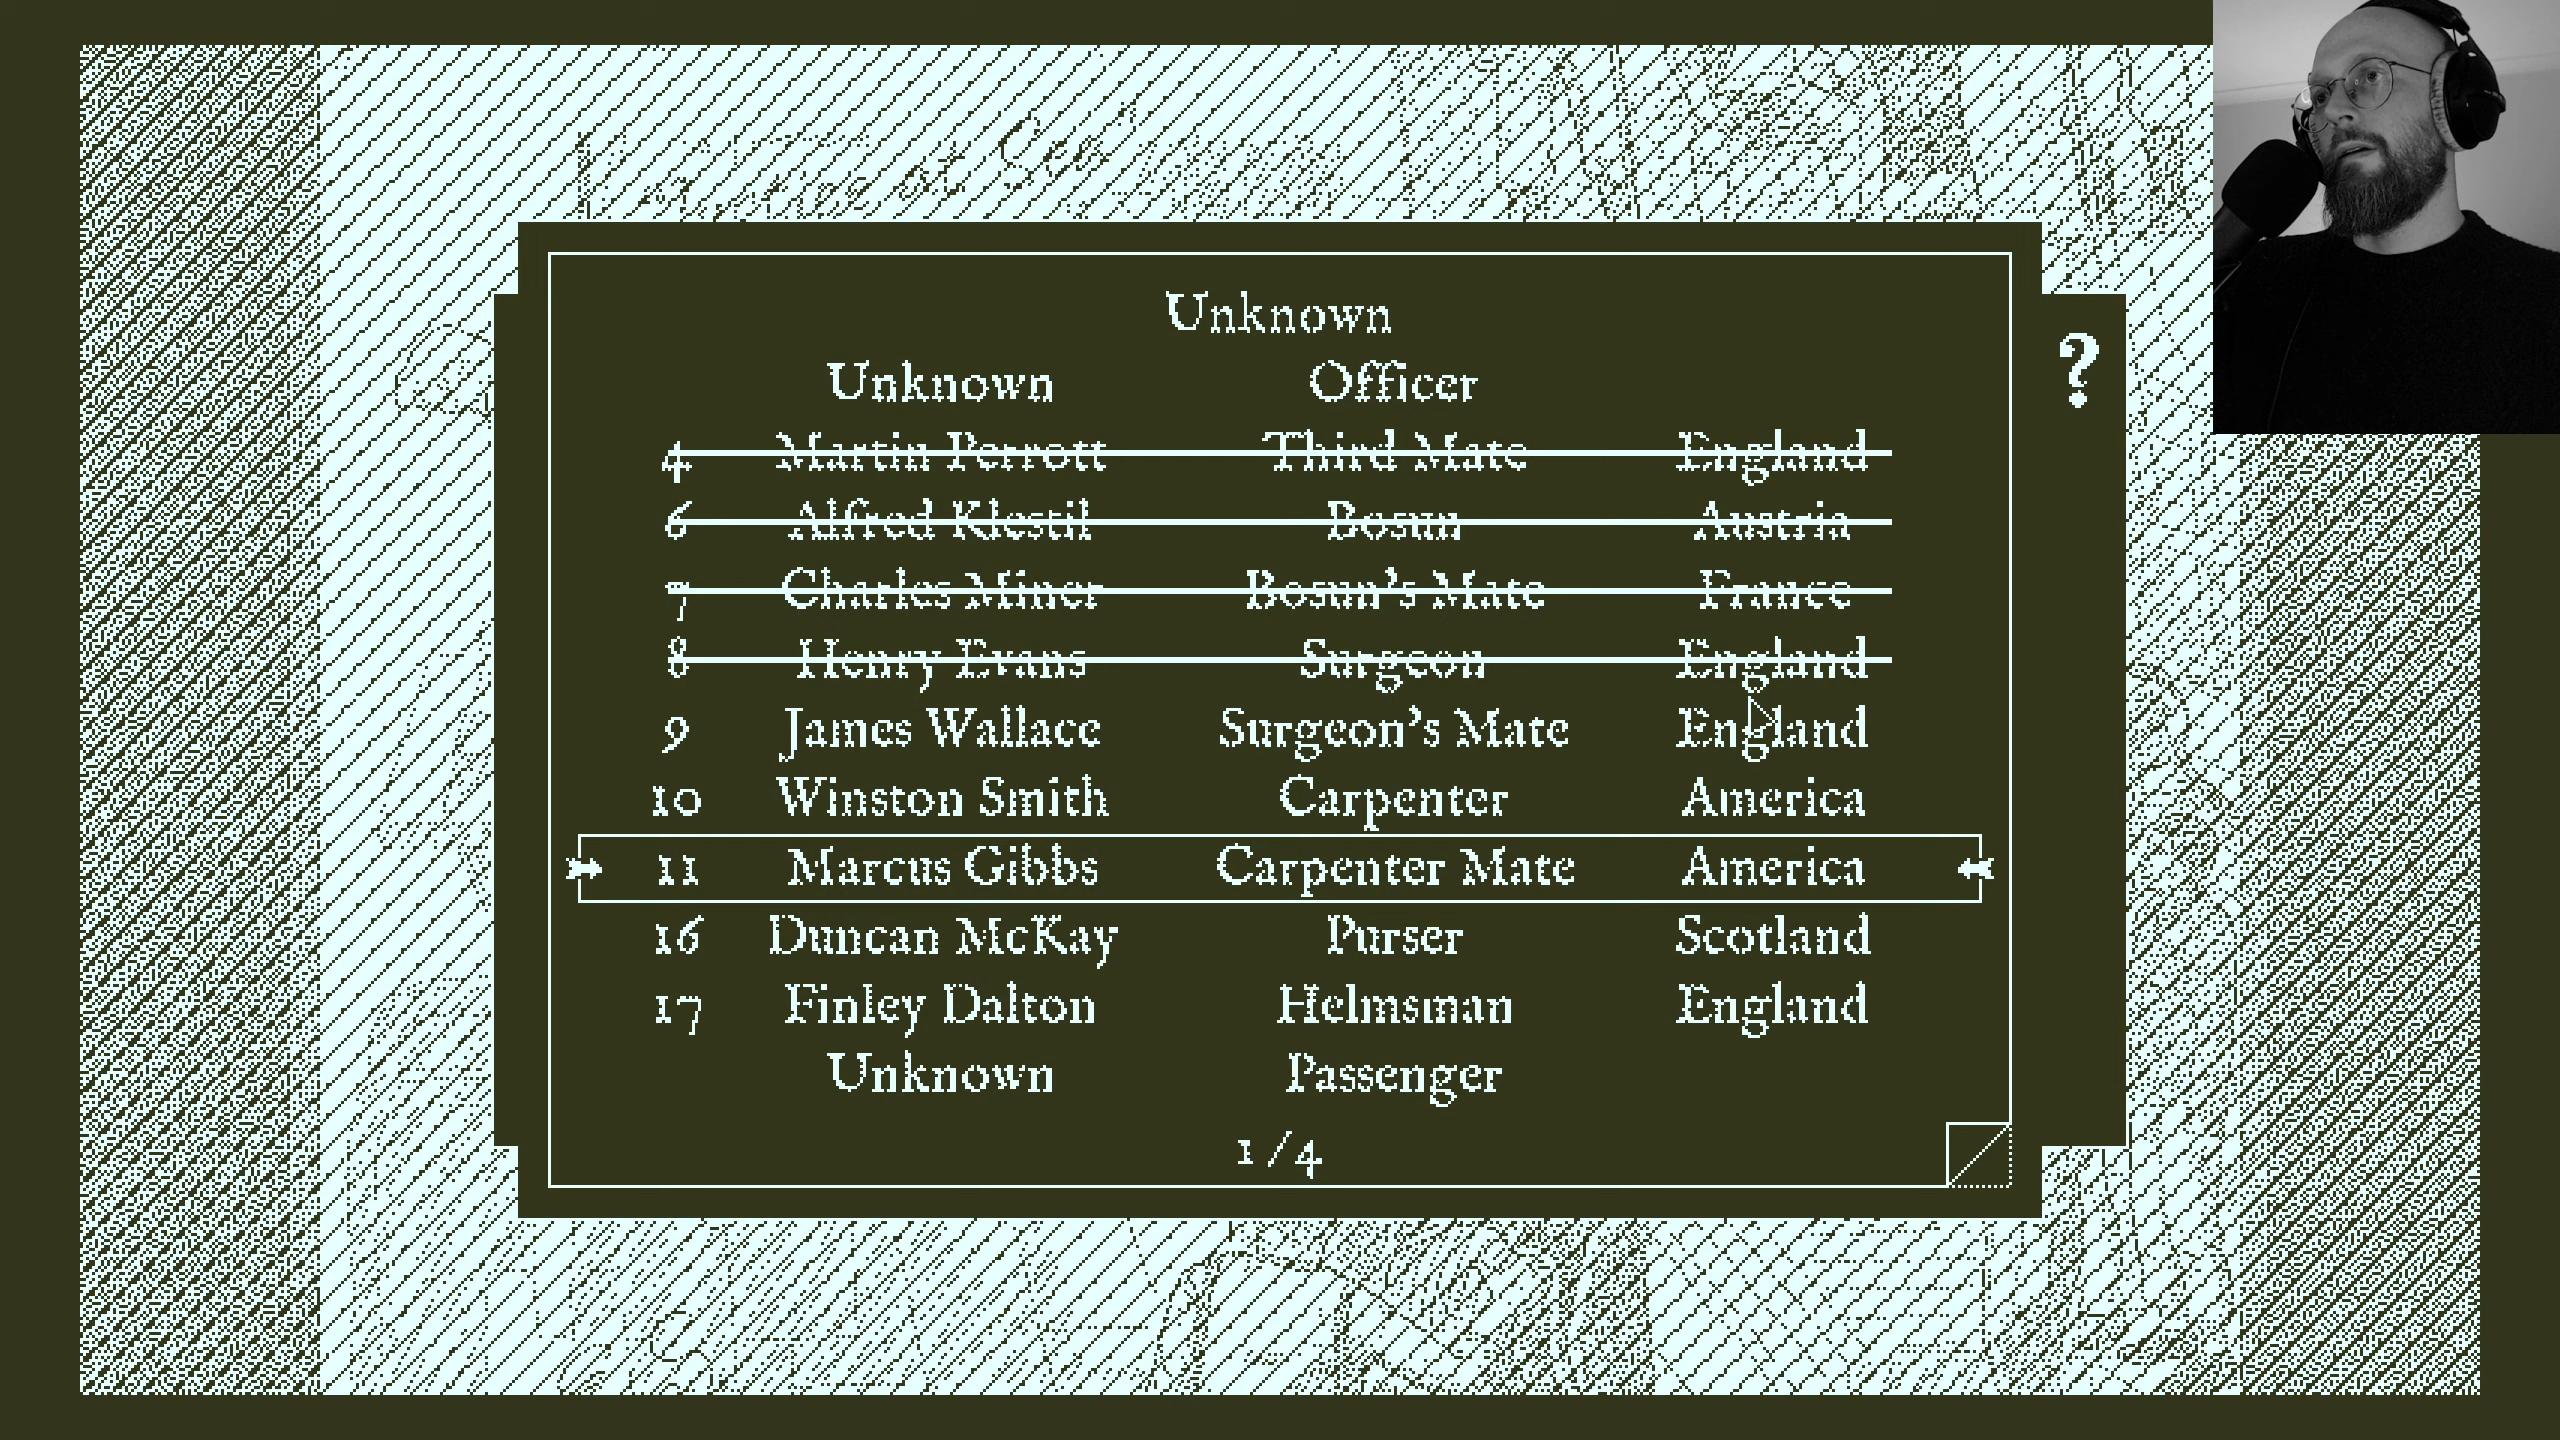 Unknown
Unknown Officer
4 Martin Perrott Third Mate England
6 Alfred Klestil Bosun Austria
7 Charles Miner Bosun's Mate France
8 Henry Evans Surgeon England
9 James Wallace Surgeon's Mate England
10 Winston Smith Carpenter America
11 Marcus Gibbs Carpenter Mate America
16 Duncan McKay Purser Scotland
17 Finley Dalton Helmsman England
Unknown Passenger
1/4
?